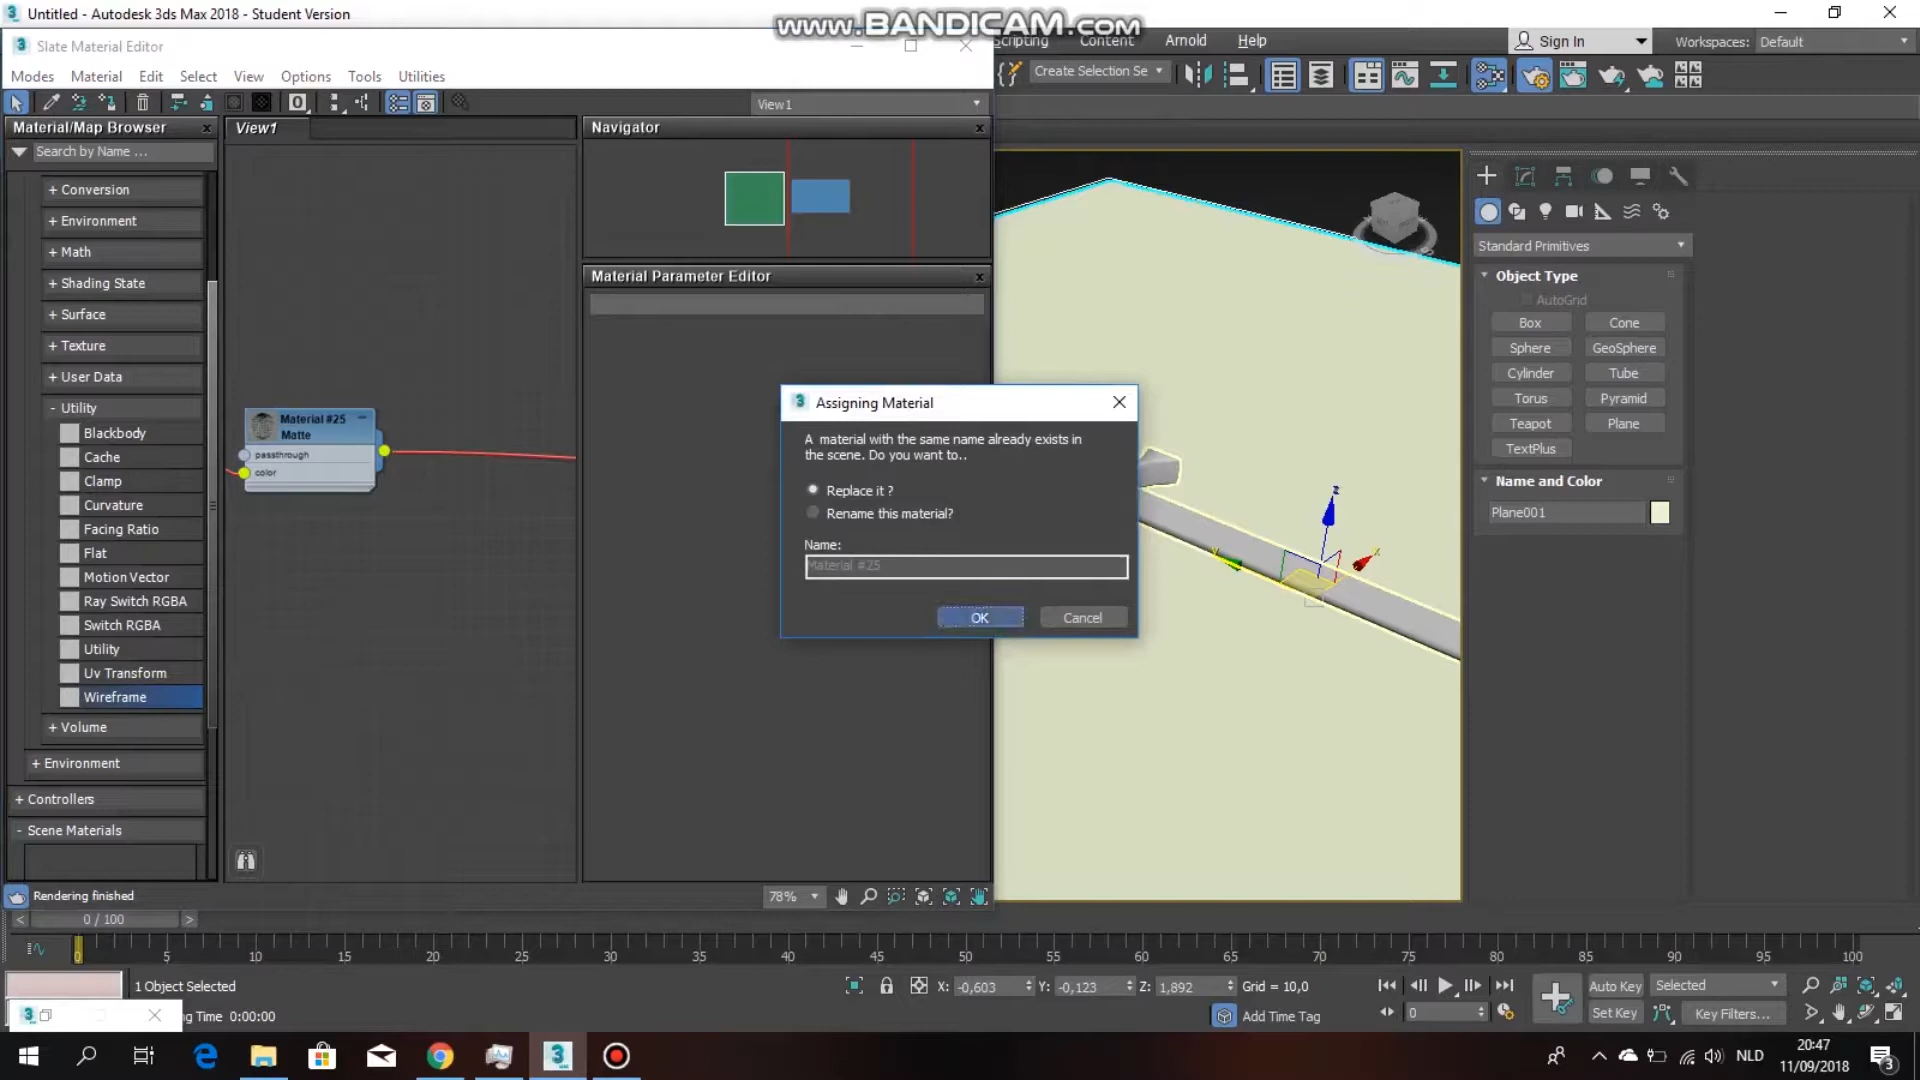 Untitled - Autodesk 3ds Max 2018 - Student Version
www.BANDICAM.com
Slate Material Editor
Scripting Content Arnold Help
Sign In
Workspaces: Default
Modes Material Edit Select View Options Tools Utilities
Create Selection Se
View1
Material/Map Browser
View1
Navigator
Search by Name ...
+ Conversion
+ Environment
+ Math
+ Shading State
+ Surface
+ Texture
+ User Data
- Utility
Blackbody
Cache
Clamp
Curvature
Facing Ratio
Flat
Motion Vector
Ray Switch RGBA
Switch RGBA
Utility
Uv Transform
Wireframe
+ Volume
+ Environment
+ Controllers
- Scene Materials
Material #25
Matte
passthrough
color
Material Parameter Editor
Assigning Material
A material with the same name already exists in
the scene. Do you want to..
Replace it ?
Rename this material?
Name:
Material #25
OK Cancel
z
x
y
Standard Primitives
Object Type
AutoGrid
Box Cone
Sphere GeoSphere
Cylinder Tube
Torus Pyramid
Teapot Plane
TextPlus
Name and Color
Plane001
Rendering finished
78%
< 0 / 100 >
0 5 10 15 20 25 30 35 40 45 50 55 60 65 70 75 80 85 90 95 100
1 Object Selected
X: -0,603 Y: -0,123 Z: 1,892 Grid = 10,0
Auto Key Selected
ng Time 0:00:00
Add Time Tag
0
Set Key Key Filters...
NLD
20:47
11/09/2018
3